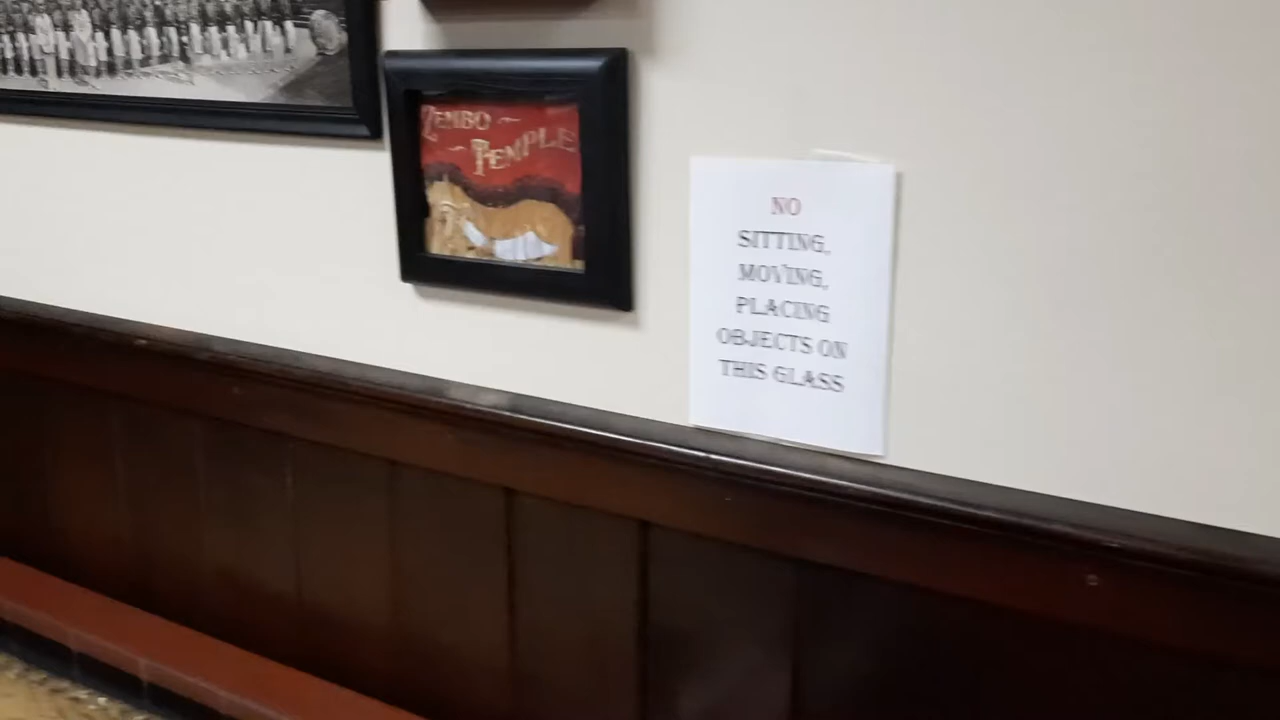 ZEMBO
TEMPLE
NO
SITTING,
MOVING,
PLACING
OBJECTS ON
THIS GLASS